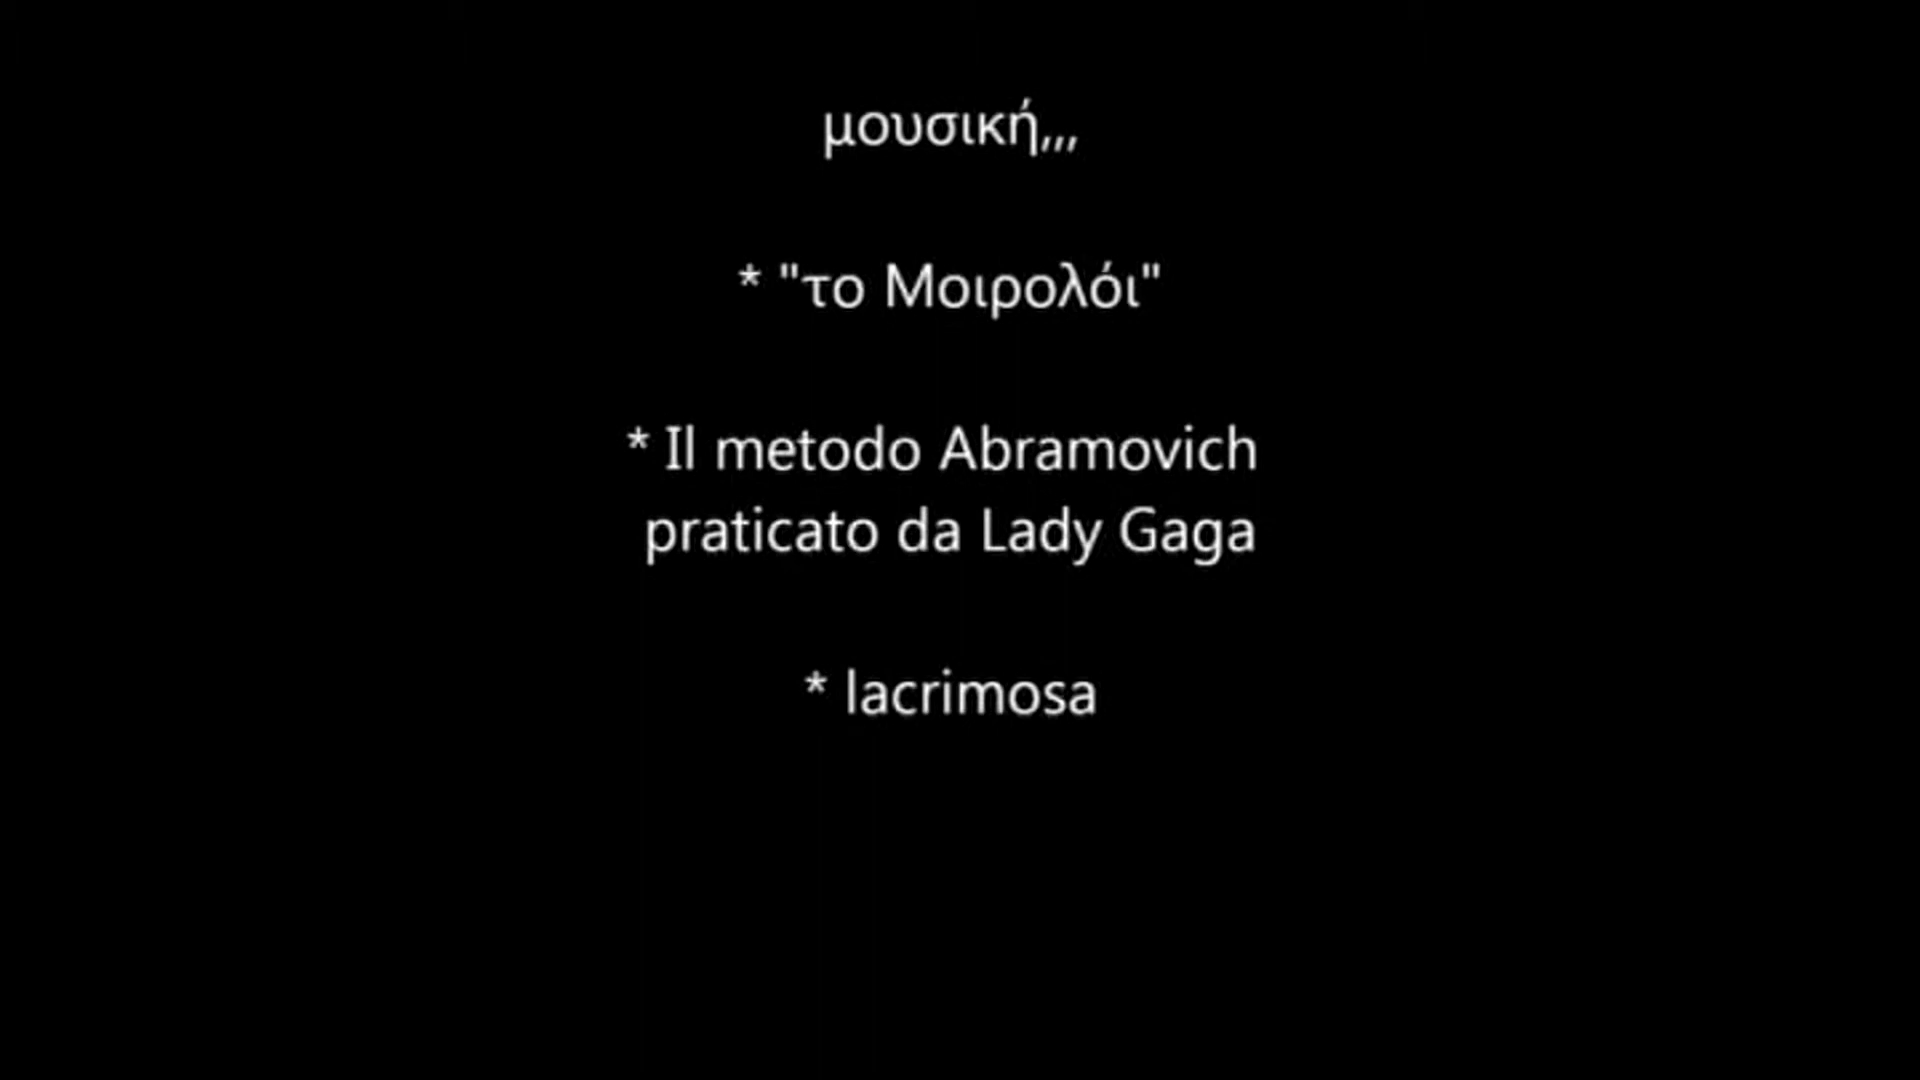 μουσική,,,
* "το Μοιρολόι"
* Il metodo Abramovich
praticato da Lady Gaga
* lacrimosa